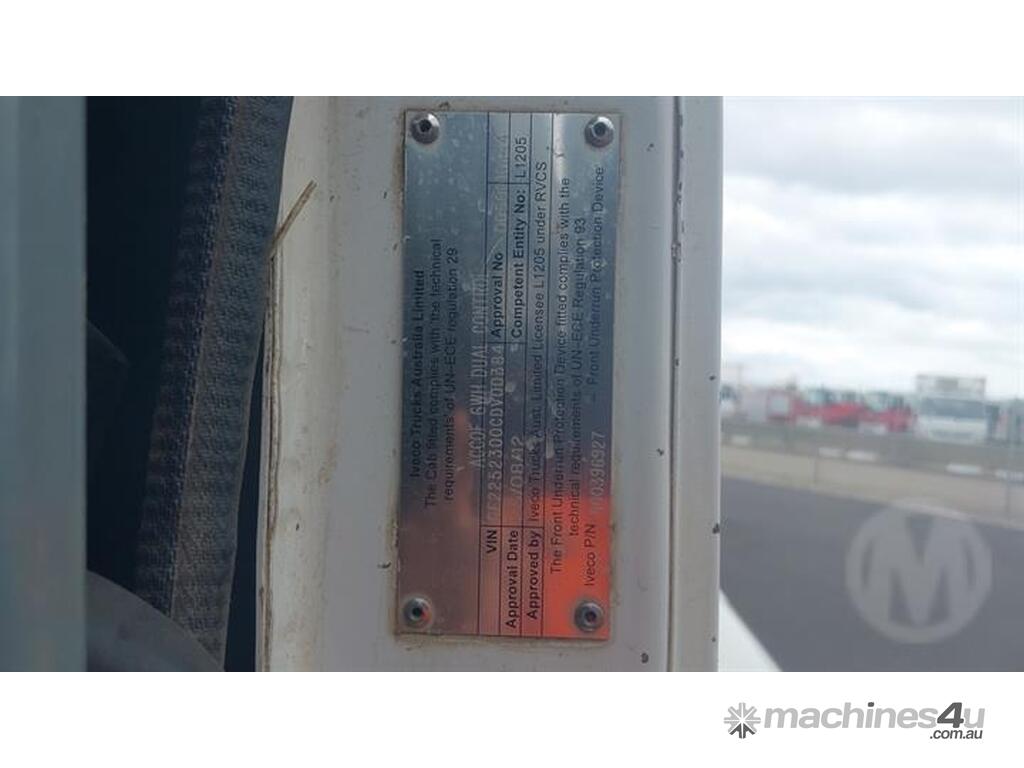 Iveco Trucks Australia Limited
The Cab fitted complies with the technical
requirements of UN-ECE regulation 29
DUAL CONTROL
VIN
Approval No
Approval Date
Competent Entity No: L1205
Approved by Iveco Trucks Aust. Limited Licensee L1205 under RVCS
The Front Underrun Protection Device fitted complies with the
technical requirements of UN-ECE Regulation 93
Iveco P/N
Front Underrun Protection Device
M
machines4u
.com.au